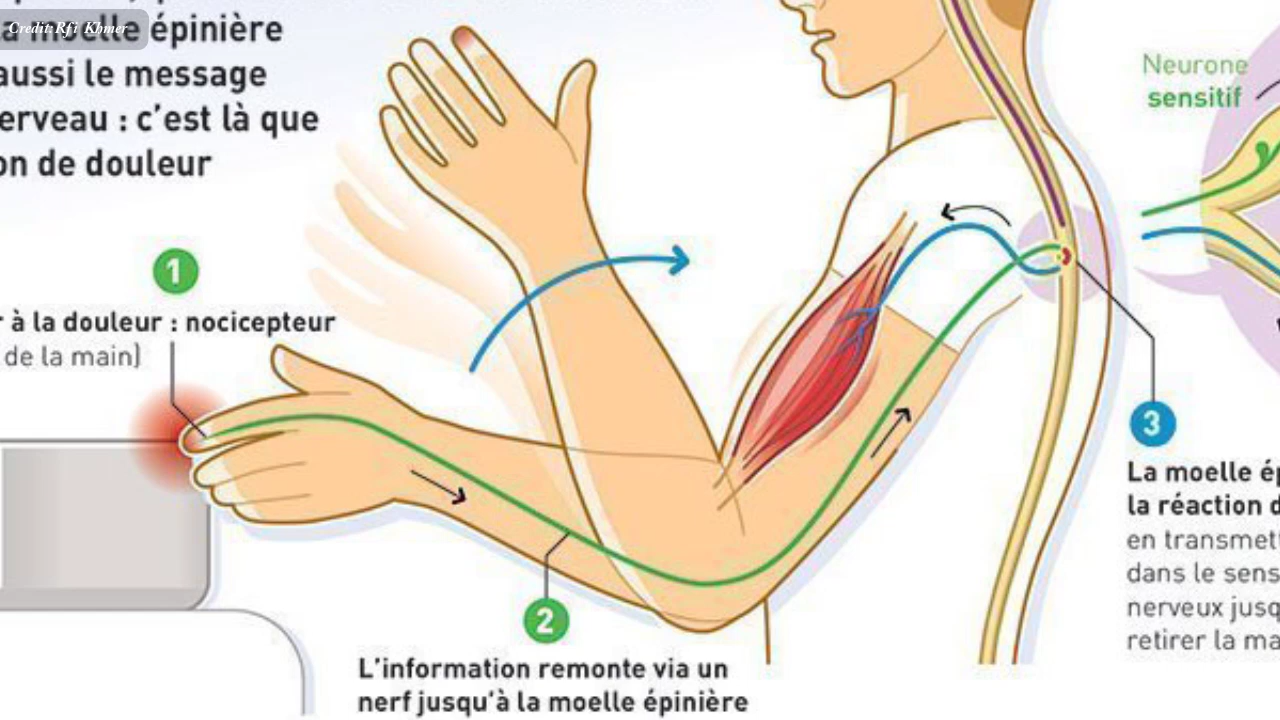 Credit:Rfi Khmer
la moelle épinière
aussi le message
erveau : c'est là que
on de douleur
1
r à la douleur : nocicepteur
de la main)
2
L'information remonte via un
nerf jusqu'à la moelle épinière
Neurone
sensitif
3
La moelle ép
la réaction d
en transmett
dans le sens
nerveux jusq
retirer la ma